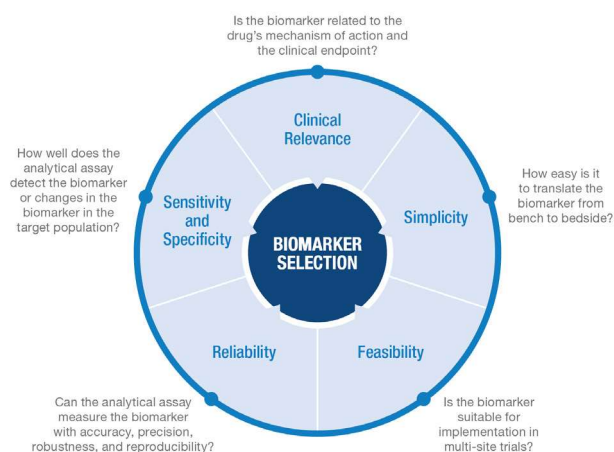 Is the biomarker related to the
drug's mechanism of action and
the clinical endpoint?
Clinical
Relevance
How well does the
analytical assay
detect the biomarker
or changes in the
biomarker in the
target population?
Sensitivity
and
Specificity
BIOMARKER
SELECTION
Simplicity
How easy is it
to translate the
biomarker from
bench to bedside?
Reliability
Feasibility
Can the analytical assay
measure the biomarker
with accuracy, precision,
robustness, and reproducibility?
Is the biomarker
suitable for
implementation in
multi-site trials?